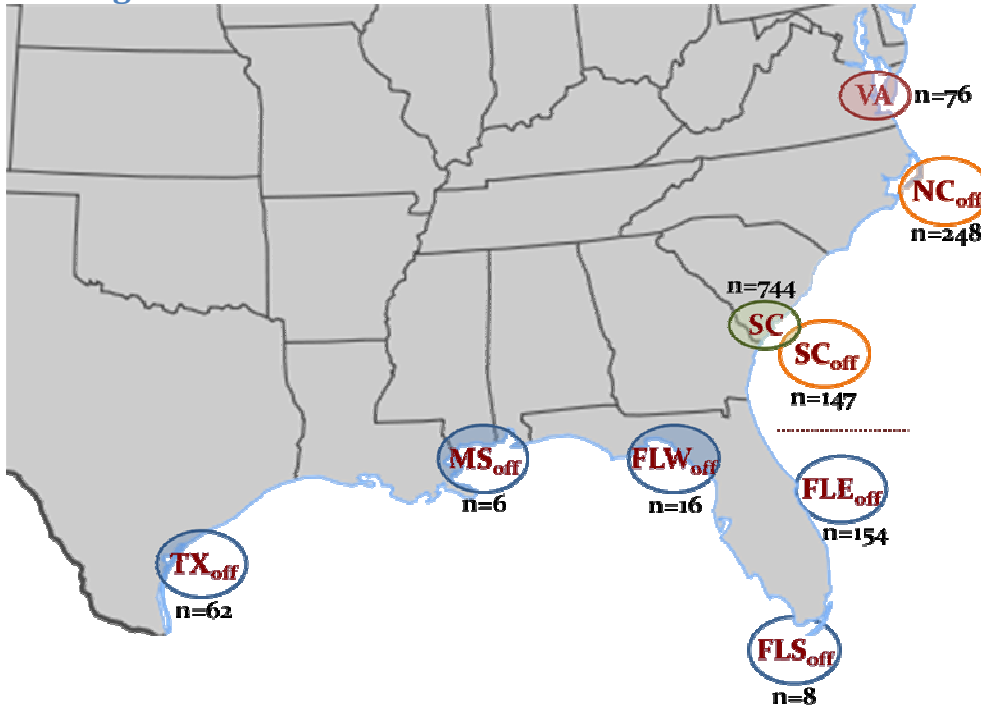 VA n=76
NCoff
n=248
n=744
SC
SCoff
n=147
MSoff
n=6
FLWoff
n=16
FLEoff
n=154
TXoff
n=62
FLSoff
n=8